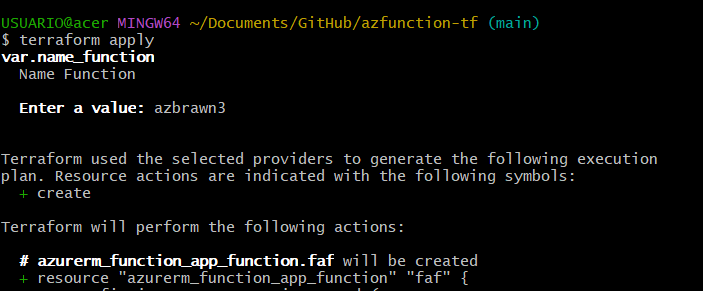 USUARIO@acer MINGW64 ~/Documents/GitHub/azfunction-tf (main)
$ terraform apply
var.name_function
  Name Function

  Enter a value: azbrawn3

Terraform used the selected providers to generate the following execution
plan. Resource actions are indicated with the following symbols:
  + create

Terraform will perform the following actions:

  # azurerm_function_app_function.faf will be created
  + resource "azurerm_function_app_function" "faf" {